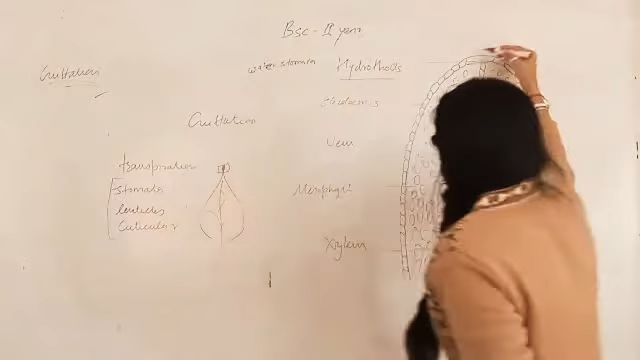 BSC - II year
Guttation
water stomata Hydrathods
Epidermis
Guttation
Vein
transpiration
stomata
Mesophyll
lenticles
Cuticular
Xylem